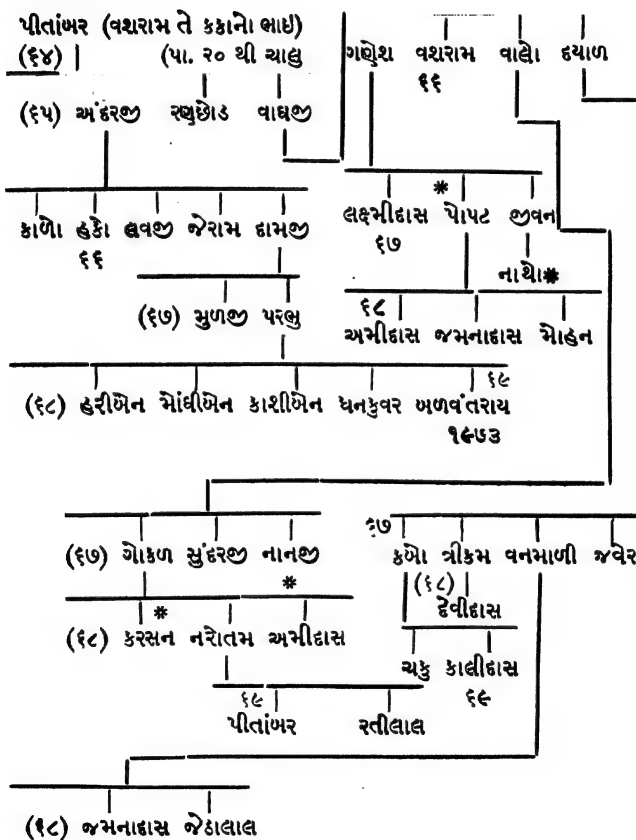 પીતાંબર (વશરામ તે કકાનો ભાઇ)
(૬૪) (પા. ૨૦ થી ચાલુ
ગણેશ વશરામ વાલો દયાળ
૬૬
(૬૫) અંદરજી રણછોડ વાઘજી
* 
લક્ષ્મીદાસ પોપટ જીવન
૬૭
કાળો હકો લવજી જેરામ દામજી
૬૬
નાથો*
(૬૭) મુળજી પરભુ
૬૮
અમીદાસ જમનાદાસ મોહન
૬૯
(૬૮) હરીબેન મોંઘીબેન કાશીબેન ધનકુવર બળવંતરાય
૧૯૭૩
(૬૭) ગોકળ સુંદરજી નાનજી
૬૭
કબો ત્રીકમ વનમાળી જવેર
(૬૮)
દેવીદાસ
* *
(૬૮) કરસન નરોતમ અમીદાસ
ચકુ કાલીદાસ
૬૯
૬૯
પીતાંબર રતીલાલ
(૬૮) જમનાદાસ જેઠાલાલ